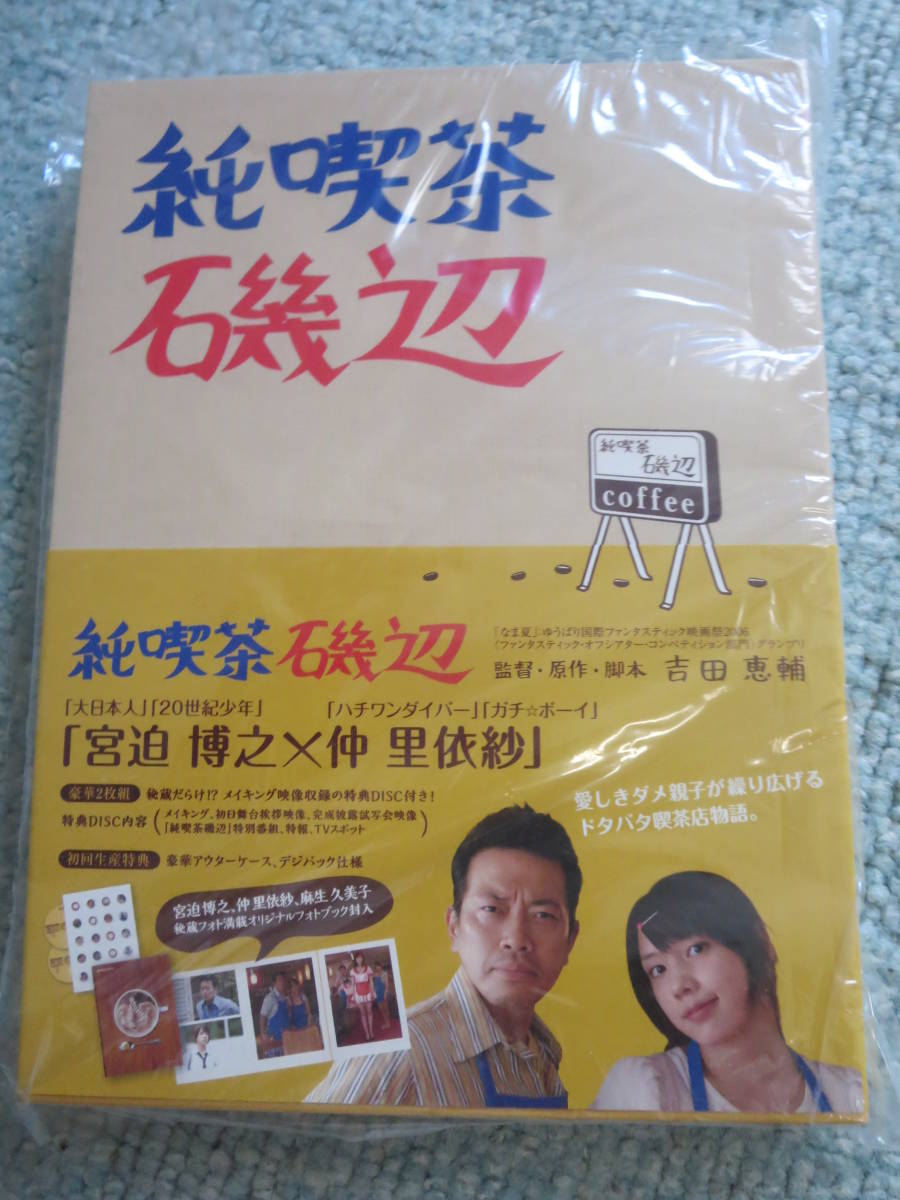 純喫茶
磯辺
純喫茶
磯辺
coffee
純喫茶 磯辺
「なま夏」:ゆうばり国際ファンタスティック映画祭2006
(ファンタスティック・オフシアター・コンペティション部門)グランプリ
監督・原作・脚本 吉田 恵輔
「大日本人」「20世紀少年」 「ハチワンダイバー」「ガチ☆ボーイ」
「宮迫 博之×仲 里依紗」
豪華2枚組 秘蔵だらけ!? メイキング映像収録の特典DISC付き!
特典DISC内容 (メイキング、初日舞台挨拶映像、完成披露試写会映像
「純喫茶磯辺」特別番組、特報、TVスポット)
初回生産特典 豪華アウターケース、デジパック仕様
愛しきダメ親子が繰り広げる
ドタバタ喫茶店物語。
宮迫博之、仲里依紗、麻生久美子
秘蔵フォト満載オリジナルフォトブック封入